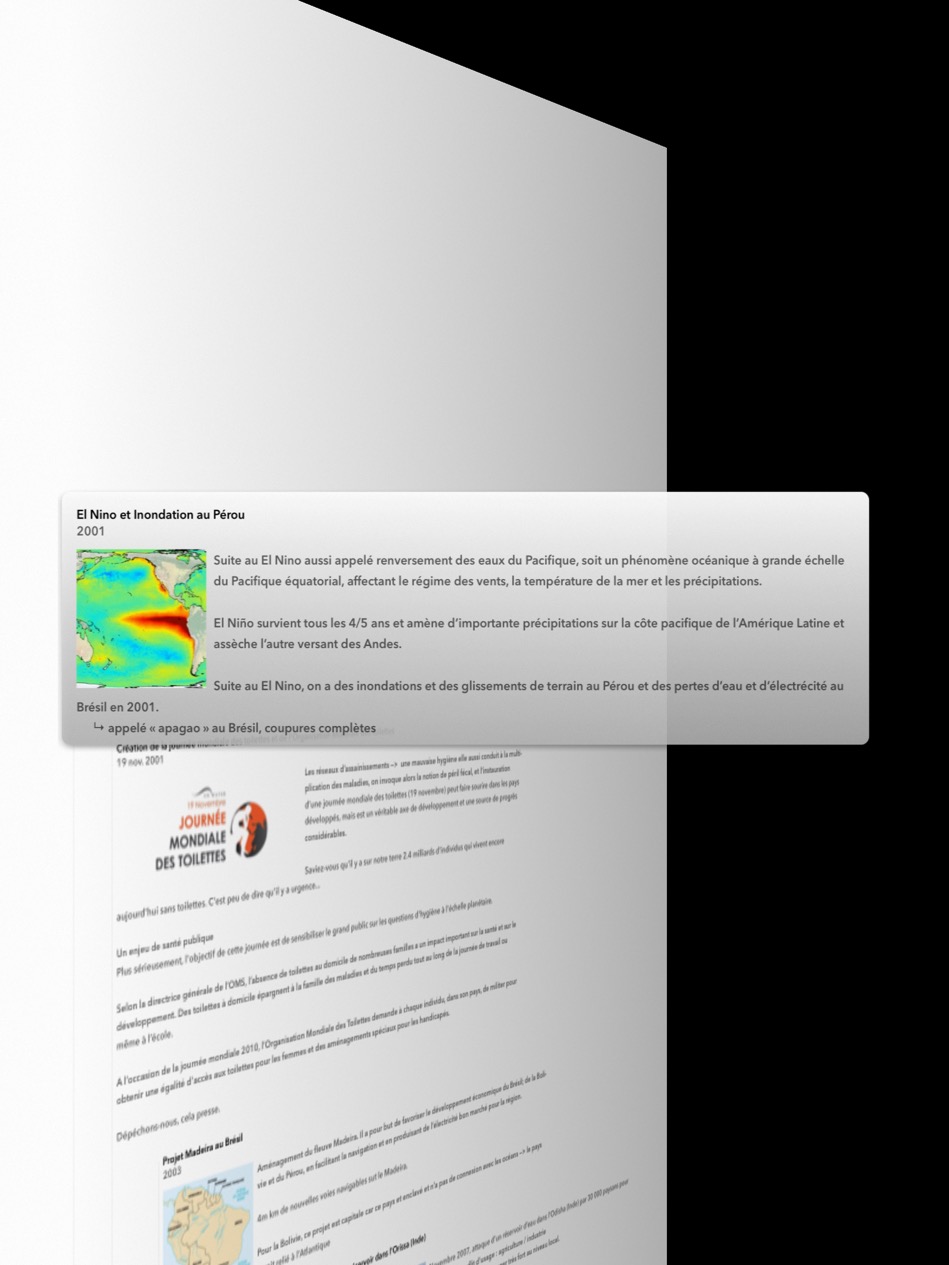 El Nino et Inondation au Pérou
2001
Suite au El Nino aussi appelé renversement des eaux du Pacifique, soit un phénomène océanique à grande échelle
du Pacifique équatorial, affectant le régime des vents, la température de la mer et les précipitations.
El Niño survient tous les 4/5 ans et amène d’importante précipitations sur la côte pacifique de l’Amérique Latine et
assèche l’autre versant des Andes.
Suite au El Nino, on a des inondations et des glissements de terrain au Pérou et des pertes d’eau et d’électrécité au
Brésil en 2001.
↳ appelé « apagao » au Brésil, coupures complètes
Création de la journée mondiale des toilettes et de l'Organisation
19 nov. 2001
Les réseaux d'assainissements –> une mauvaise hygiène elle aussi conduit à la multi-
plication des maladies, on invoque alors la notion de péril fécal, et l'instauration
d'une journée mondiale des toilettes (19 novembre) peut faire sourire dans les pays
développés, mais est un véritable axe de développement et une source de progrès
considérables.
19 Novembre
JOURNÉE
MONDIALE
DES TOILETTES
Saviez-vous qu'il y a sur notre terre 2,4 milliards d'individus qui vivent encore
aujourd'hui sans toilettes. C'est peu de dire qu'il y a urgence...
Un enjeu de santé publique
Plus sérieusement, l'objectif de cette journée est de sensibiliser le grand public sur les questions d'hygiène à l'échelle planétaire.
Selon la directrice générale de l'OMS, l'absence de toilettes au domicile de nombreuses familles a un impact important sur la santé et sur le
développement. Des toilettes à domicile épargnent à la famille des maladies et du temps perdu tout au long de la journée de travail ou
même à l'école.
A l'occasion de la journée mondiale 2010, l'Organisation Mondiale des Toilettes demande à chaque individu, dans son pays, de militer pour
obtenir une égalité d'accès aux toilettes pour les femmes et des aménagements spéciaux pour les handicapés.
Dépêchons-nous, cela presse.
Projet Madeira au Brésil
2003
Aménagement du fleuve Madeira. Il a pour but de favoriser le développement économique du Brésil, de la Boli-
vie et du Pérou, en facilitant la navigation et en produisant de l'électricité bon marché pour la région.
4m km de nouvelles voies navigables sut le Madeira.
Pour la Bolivie, ce projet est capitale car ce pays et enclavé et n'a pas de connexion avec les océans –> le pays
relié à l'Atlantique
dans l'Orissa (Inde)
novembre 2007, attaque d'un réservoir d'eau dans l'Odisha (Inde) par 30 000 paysans pour
d'usage : agriculture / industrie
très fort au niveau local.